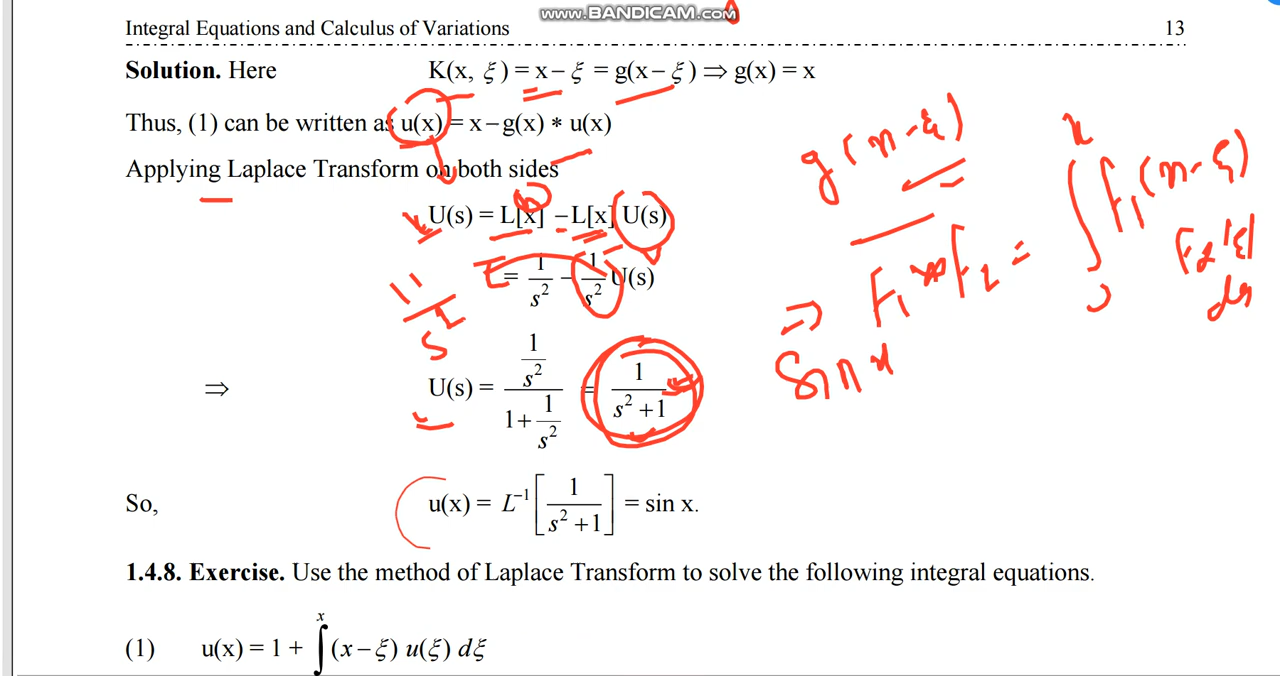 www.BANDICAM.com
Integral Equations and Calculus of Variations 13
Solution. Here K(x, ξ) = x − ξ = g(x − ξ) ⇒ g(x) = x
Thus, (1) can be written as u(x) = x − g(x) * u(x)
Applying Laplace Transform on both sides
U(s) = L[x] − L[x] U(s)
= 1/s² − 1/s² U(s)
⇒ U(s) = (1/s²)/(1 + 1/s²) = 1/(s² + 1)
So, u(x) = L⁻¹[1/(s² + 1)] = sin x.
1.4.8. Exercise. Use the method of Laplace Transform to solve the following integral equations.
(1) u(x) = 1 + ∫ˣ (x − ξ) u(ξ) dξ
g(x-ξ)
⇒ F₁ * F₂ = ∫ˣ F₁(x-ξ)
F₂(ξ)
Sin x